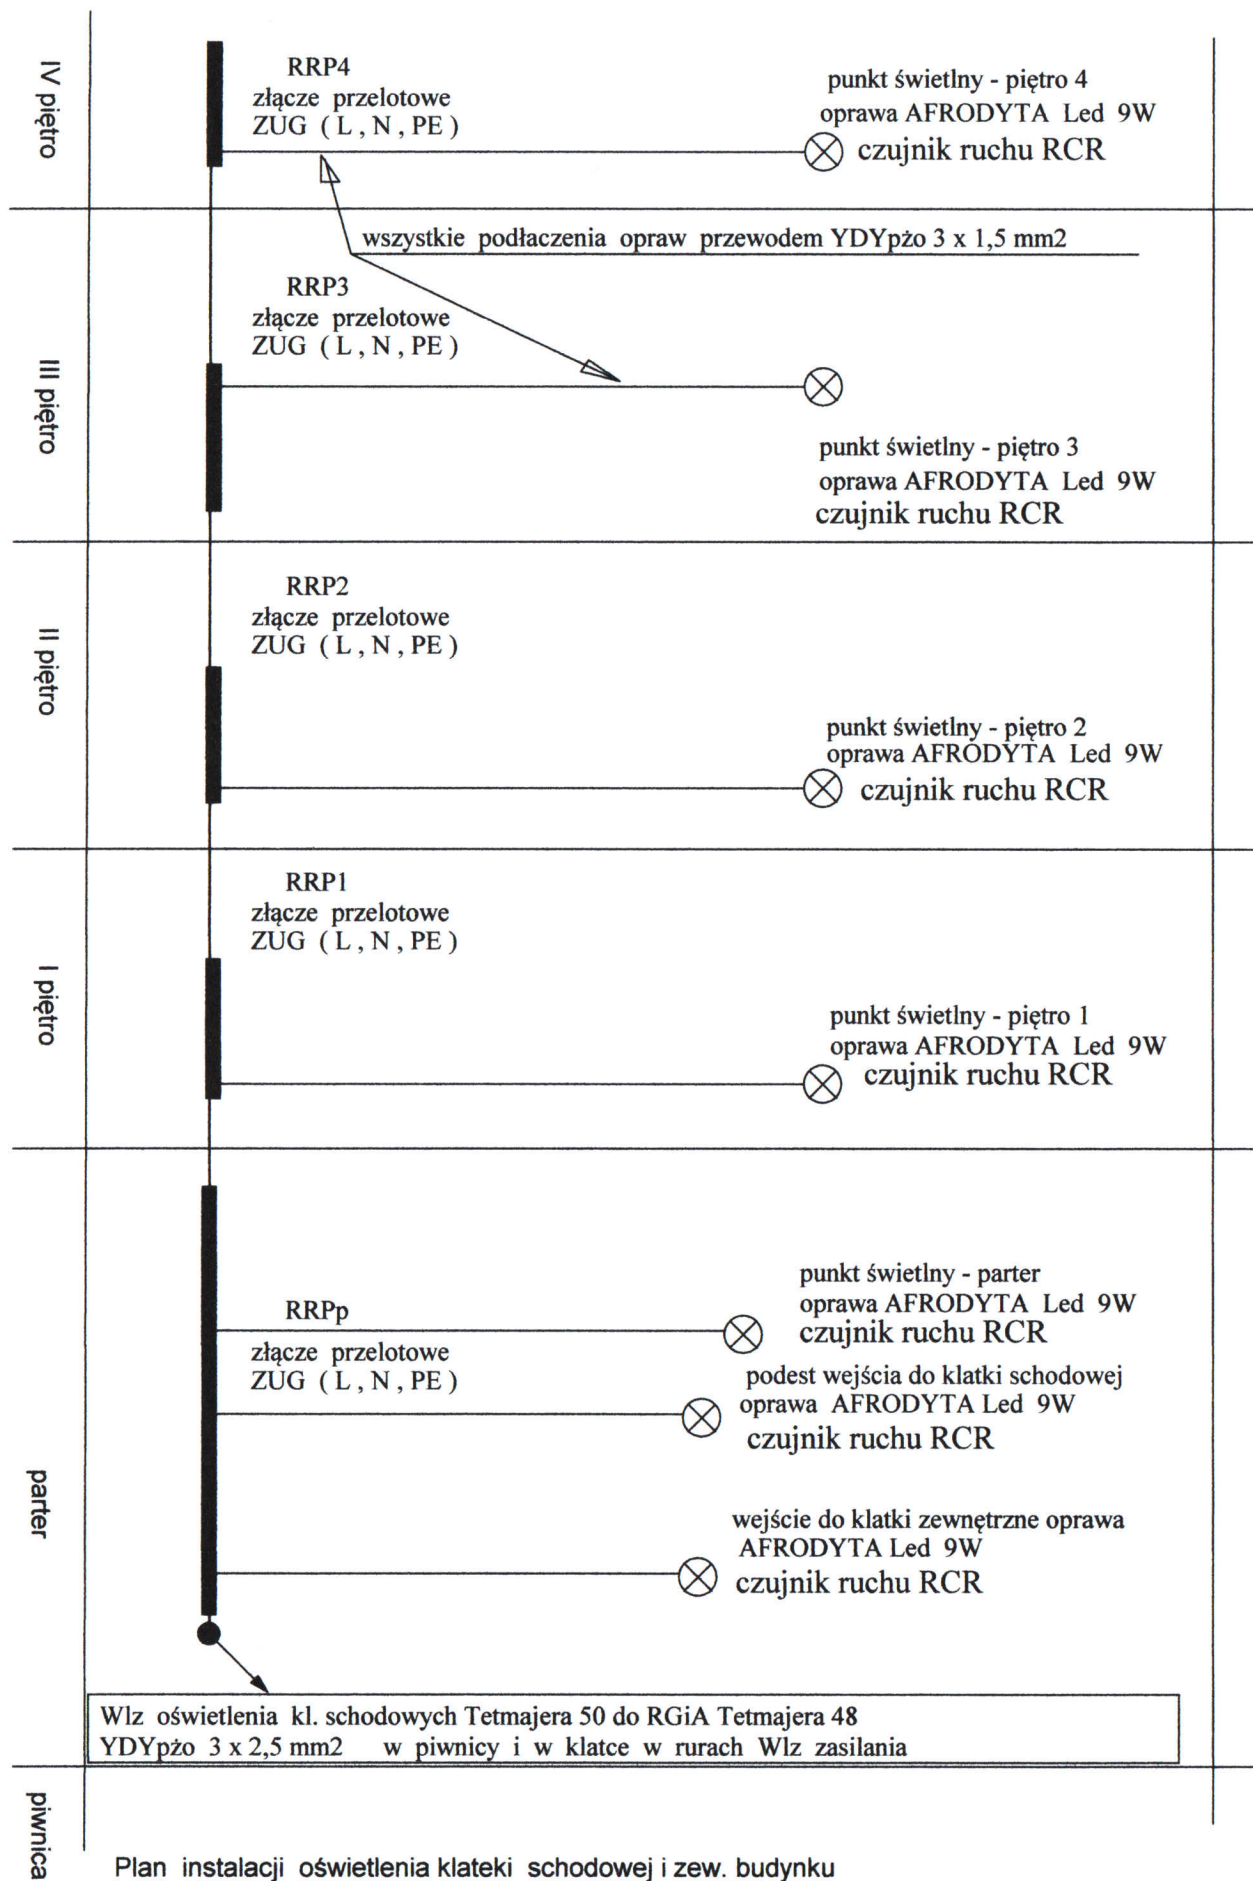 IV piętro
RRP4
złącze przelotowe
ZUG ( L , N , PE )
punkt świetlny - piętro 4
oprawa AFRODYTA Led 9W
czujnik ruchu RCR
wszystkie podłaczenia opraw przewodem YDYpżo 3 x 1,5 mm2
III piętro
RRP3
złącze przelotowe
ZUG ( L , N , PE )
punkt świetlny - piętro 3
oprawa AFRODYTA Led 9W
czujnik ruchu RCR
II piętro
RRP2
złącze przelotowe
ZUG ( L , N , PE )
punkt świetlny - piętro 2
oprawa AFRODYTA Led 9W
czujnik ruchu RCR
I piętro
RRP1
złącze przelotowe
ZUG ( L , N , PE )
punkt świetlny - piętro 1
oprawa AFRODYTA Led 9W
czujnik ruchu RCR
parter
RRPp
złącze przelotowe
ZUG ( L , N , PE )
punkt świetlny - parter
oprawa AFRODYTA Led 9W
czujnik ruchu RCR
podest wejścia do klatki schodowej
oprawa AFRODYTA Led 9W
czujnik ruchu RCR
wejście do klatki zewnętrzne oprawa
AFRODYTA Led 9W
czujnik ruchu RCR
Wlz oświetlenia kl. schodowych Tetmajera 50 do RGiA Tetmajera 48
YDYpżo 3 x 2,5 mm2 w piwnicy i w klatce w rurach Wlz zasilania
piwnica
Plan instalacji oświetlenia klateki schodowej i zew. budynku